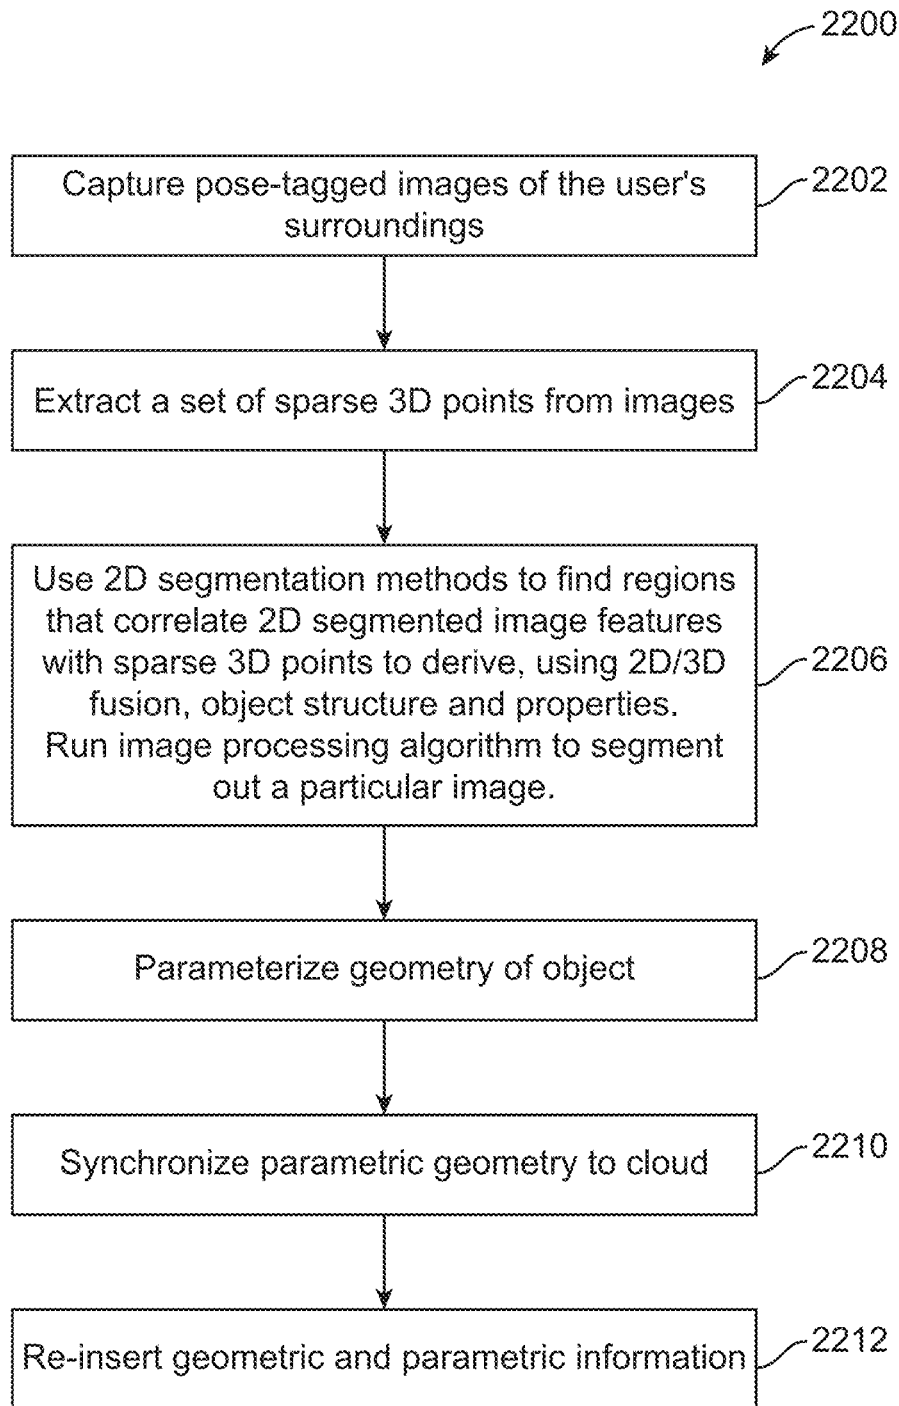 2200
Capture pose-tagged images of the user's
surroundings
2202
Extract a set of sparse 3D points from images
2204
Use 2D segmentation methods to find regions
that correlate 2D segmented image features
with sparse 3D points to derive, using 2D/3D
fusion, object structure and properties.
Run image processing algorithm to segment
out a particular image.
2206
Parameterize geometry of object
2208
Synchronize parametric geometry to cloud
2210
Re-insert geometric and parametric information
2212